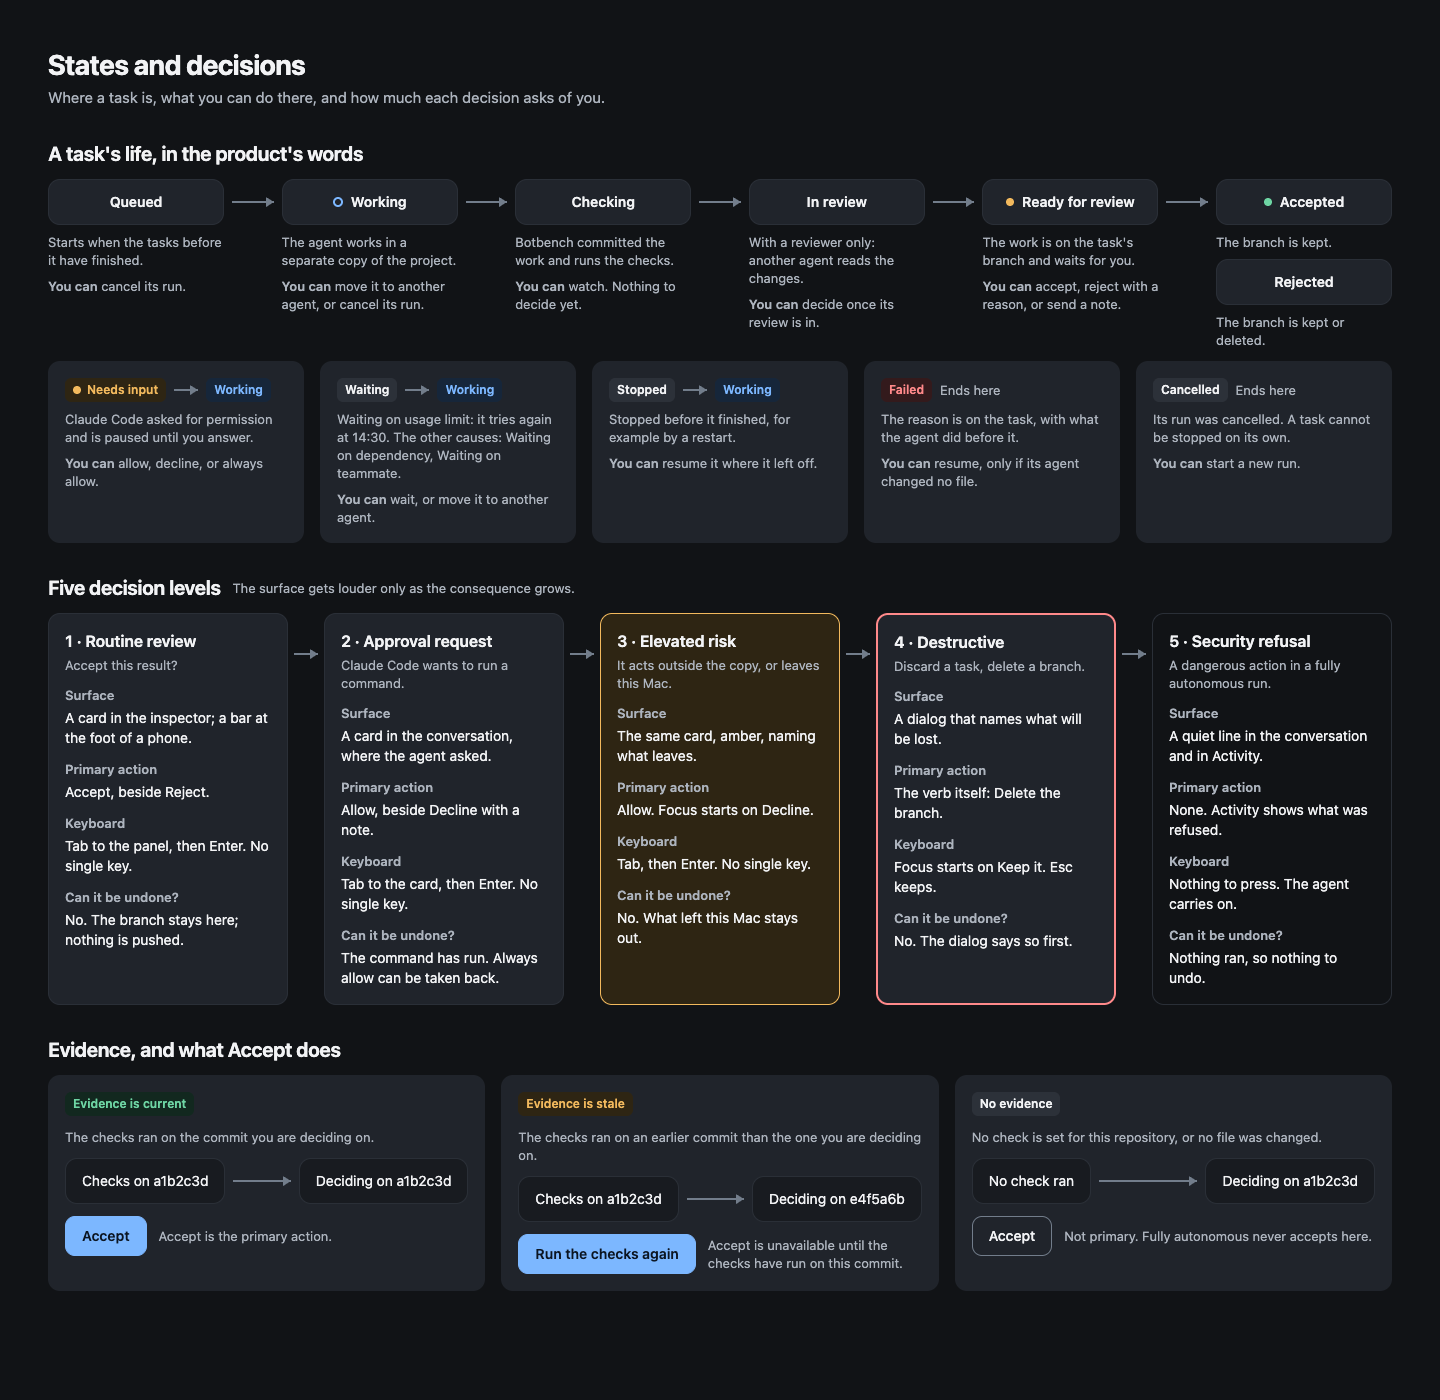 States and decisions
Where a task is, what you can do there, and how much each decision asks of you.
A task's life, in the product's words
Queued
Starts when the tasks before
it have finished.
You can cancel its run.
Working
The agent works in a
separate copy of the project.
You can move it to another
agent, or cancel its run.
Checking
Botbench committed the
work and runs the checks.
You can watch. Nothing to
decide yet.
In review
With a reviewer only:
another agent reads the
changes.
You can decide once its
review is in.
Ready for review
The work is on the task's
branch and waits for you.
You can accept, reject with a
reason, or send a note.
Accepted
The branch is kept.
Rejected
The branch is kept or
deleted.
Needs input
Working
Claude Code asked for permission
and is paused until you answer.
You can allow, decline, or always
allow.
Waiting
Working
Waiting on usage limit: it tries again
at 14:30. The other causes: Waiting
on dependency, Waiting on
teammate.
You can wait, or move it to another
agent.
Stopped
Working
Stopped before it finished, for
example by a restart.
You can resume it where it left off.
Failed
Ends here
The reason is on the task, with what
the agent did before it.
You can resume, only if its agent
changed no file.
Cancelled
Ends here
Its run was cancelled. A task cannot
be stopped on its own.
You can start a new run.
Five decision levels
The surface gets louder only as the consequence grows.
1 · Routine review
Accept this result?
Surface
A card in the inspector; a bar at
the foot of a phone.
Primary action
Accept, beside Reject.
Keyboard
Tab to the panel, then Enter. No
single key.
Can it be undone?
No. The branch stays here;
nothing is pushed.
2 · Approval request
Claude Code wants to run a
command.
Surface
A card in the conversation,
where the agent asked.
Primary action
Allow, beside Decline with a
note.
Keyboard
Tab to the card, then Enter. No
single key.
Can it be undone?
The command has run. Always
allow can be taken back.
3 · Elevated risk
It acts outside the copy, or leaves
this Mac.
Surface
The same card, amber, naming
what leaves.
Primary action
Allow. Focus starts on Decline.
Keyboard
Tab, then Enter. No single key.
Can it be undone?
No. What left this Mac stays
out.
4 · Destructive
Discard a task, delete a branch.
Surface
A dialog that names what will
be lost.
Primary action
The verb itself: Delete the
branch.
Keyboard
Focus starts on Keep it. Esc
keeps.
Can it be undone?
No. The dialog says so first.
5 · Security refusal
A dangerous action in a fully
autonomous run.
Surface
A quiet line in the conversation
and in Activity.
Primary action
None. Activity shows what was
refused.
Keyboard
Nothing to press. The agent
carries on.
Can it be undone?
Nothing ran, so nothing to
undo.
Evidence, and what Accept does
Evidence is current
The checks ran on the commit you are deciding on.
Checks on a1b2c3d
Deciding on a1b2c3d
Accept
Accept is the primary action.
Evidence is stale
The checks ran on an earlier commit than the one you are deciding
on.
Checks on a1b2c3d
Deciding on e4f5a6b
Run the checks again
Accept is unavailable until the
checks have run on this commit.
No evidence
No check is set for this repository, or no file was changed.
No check ran
Deciding on a1b2c3d
Accept
Not primary. Fully autonomous never accepts here.